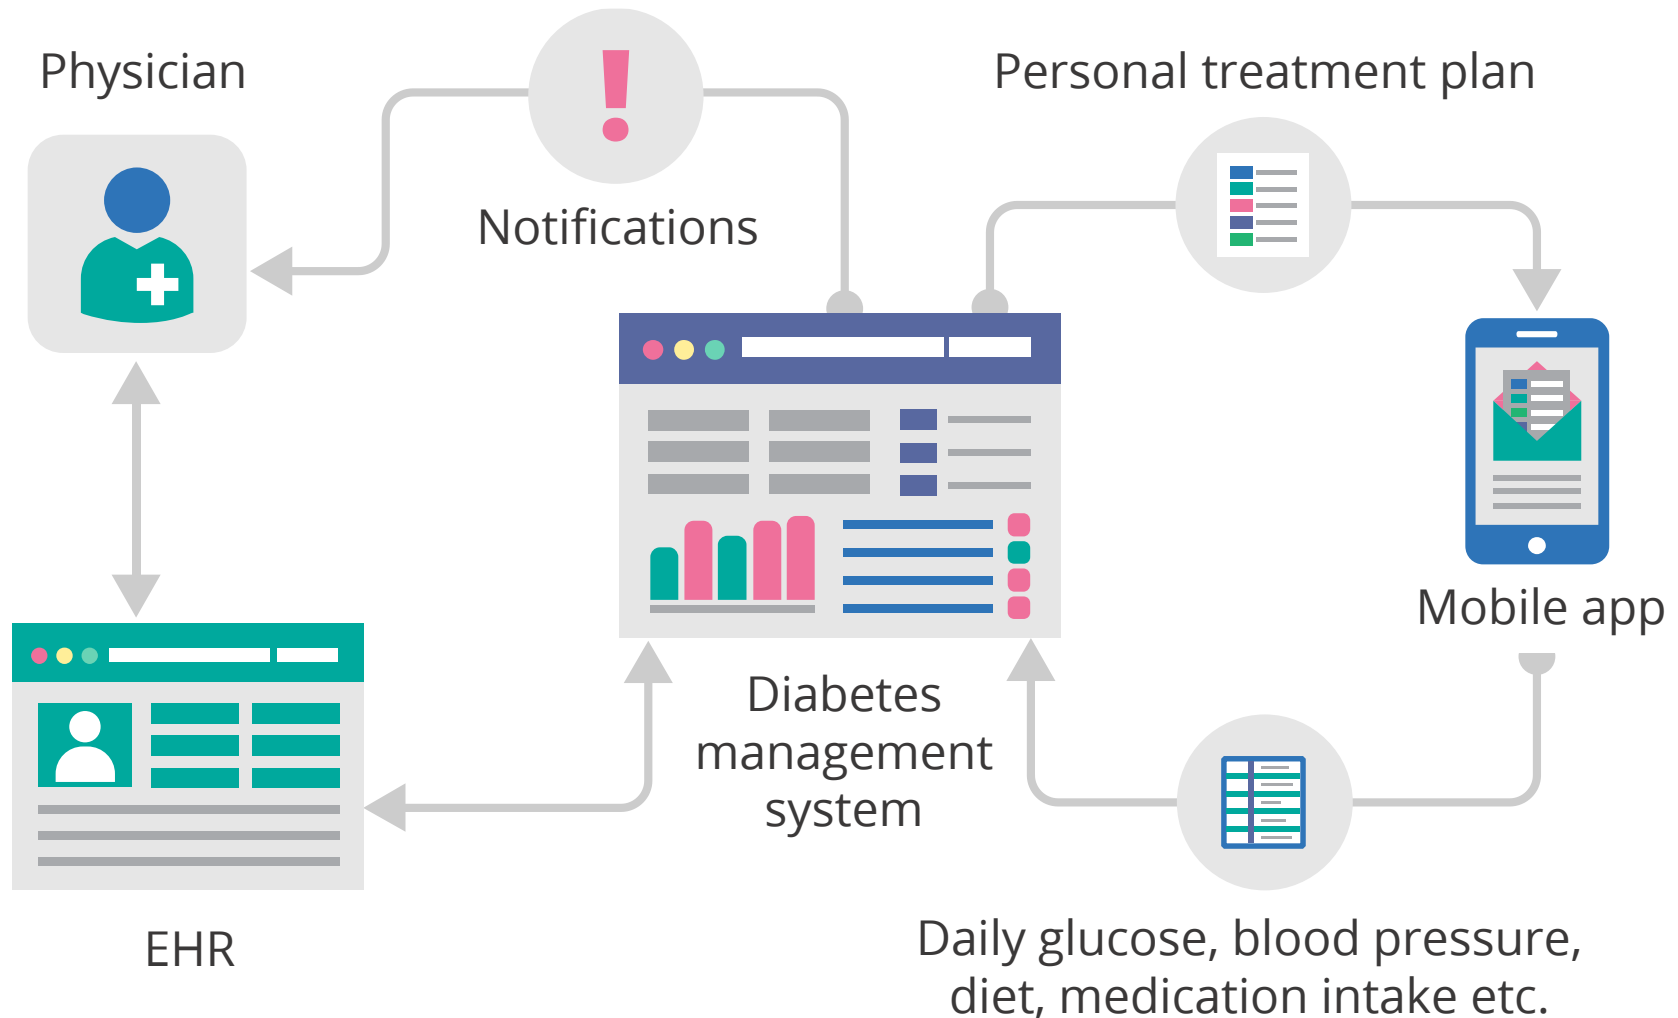 Physician
Notifications
Personal treatment plan
Mobile app
Diabetes
management
system
EHR
Daily glucose, blood pressure,
diet, medication intake etc.